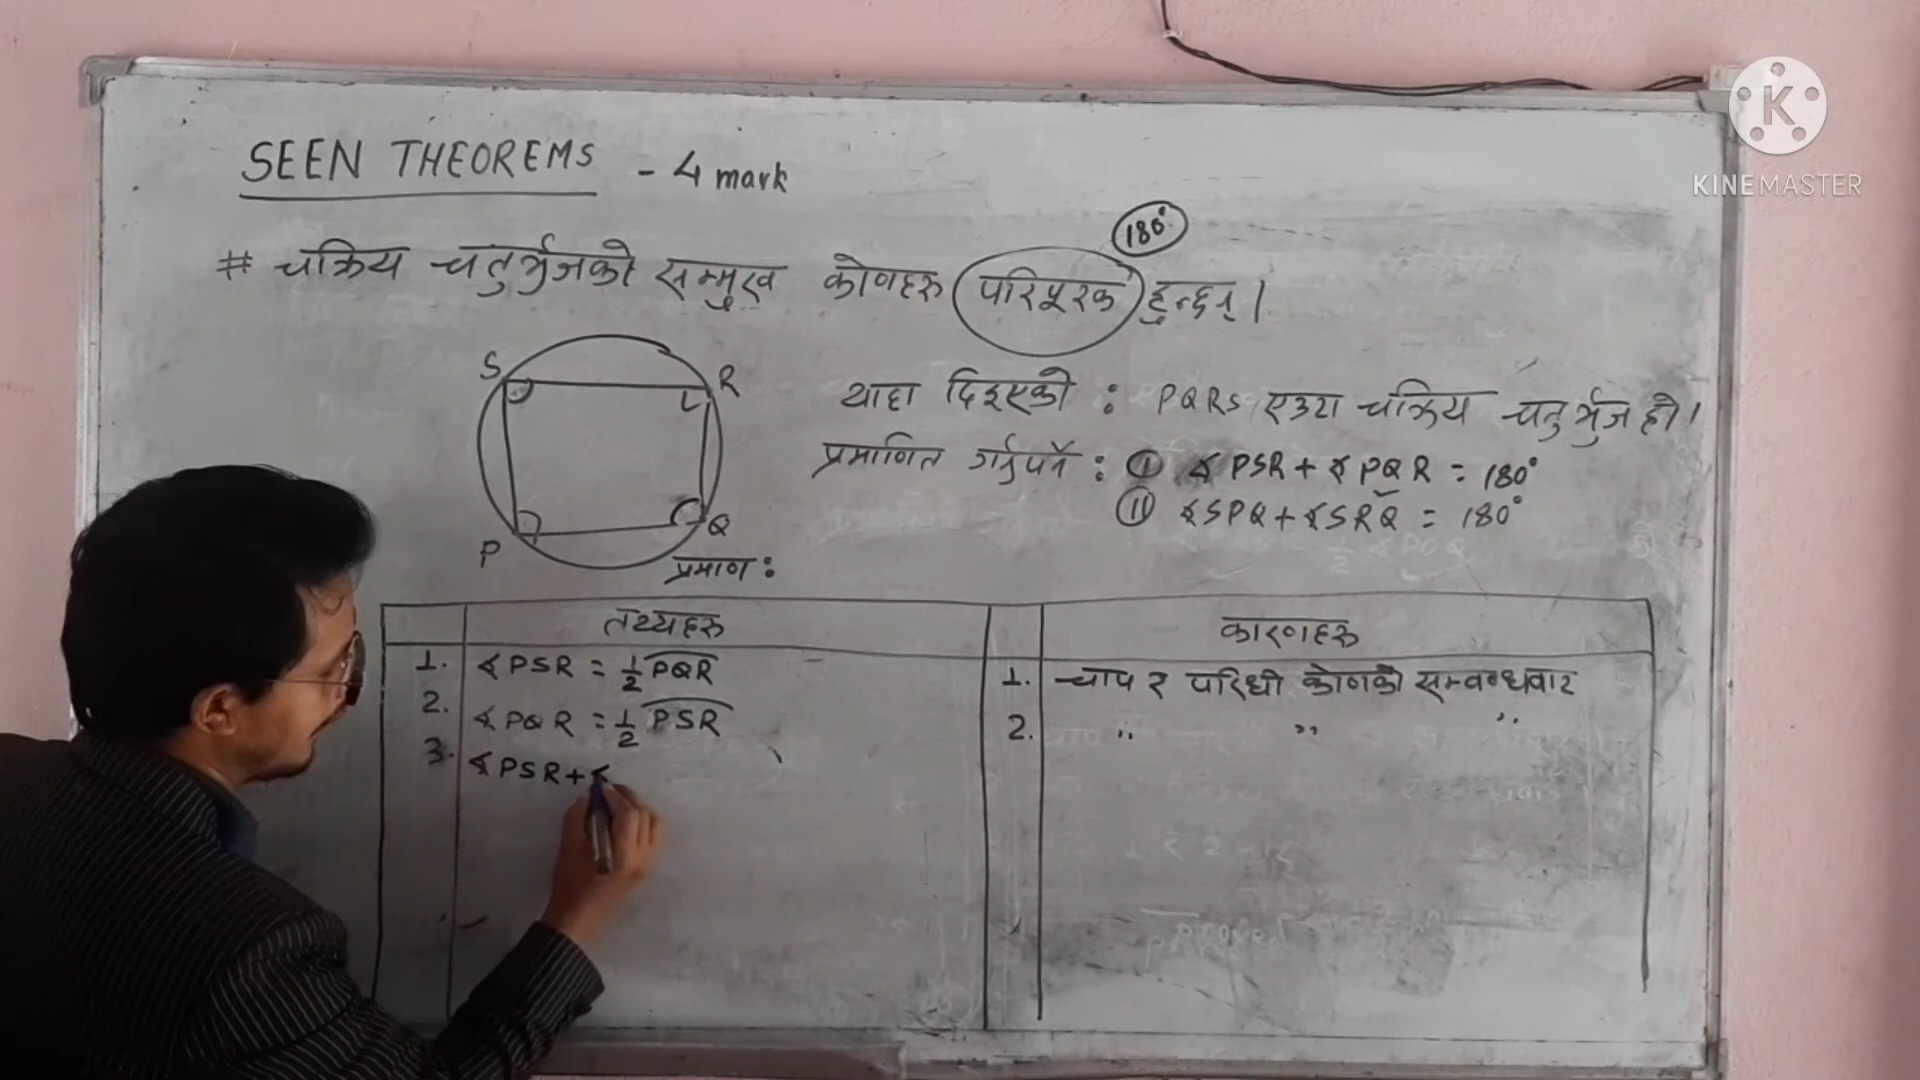 SEEN THEOREMS - 4 mark
180°
# चक्रिय चतुर्भुजको सम्मुख कोणहरु परिपूरक हुन्छन् ।
S R
P Q
याहा दिइएको : PQRS एउटा चक्रिय चतुर्भुज हो ।
प्रमाणित गर्नुपर्ने : (I) ∡PSR + ∡PQR = 180°
(II) ∡SPQ + ∡SRQ = 180°
प्रमाण :
तथ्यहरु
1. ∡PSR = 1/2 PQR
2. ∡PQR = 1/2 PSR
3. ∡PSR + ∡
कारणहरु
1. चाप र परिधी कोणको सम्बन्धबाट
2. ,, ,, ,,
K
KINEMASTER